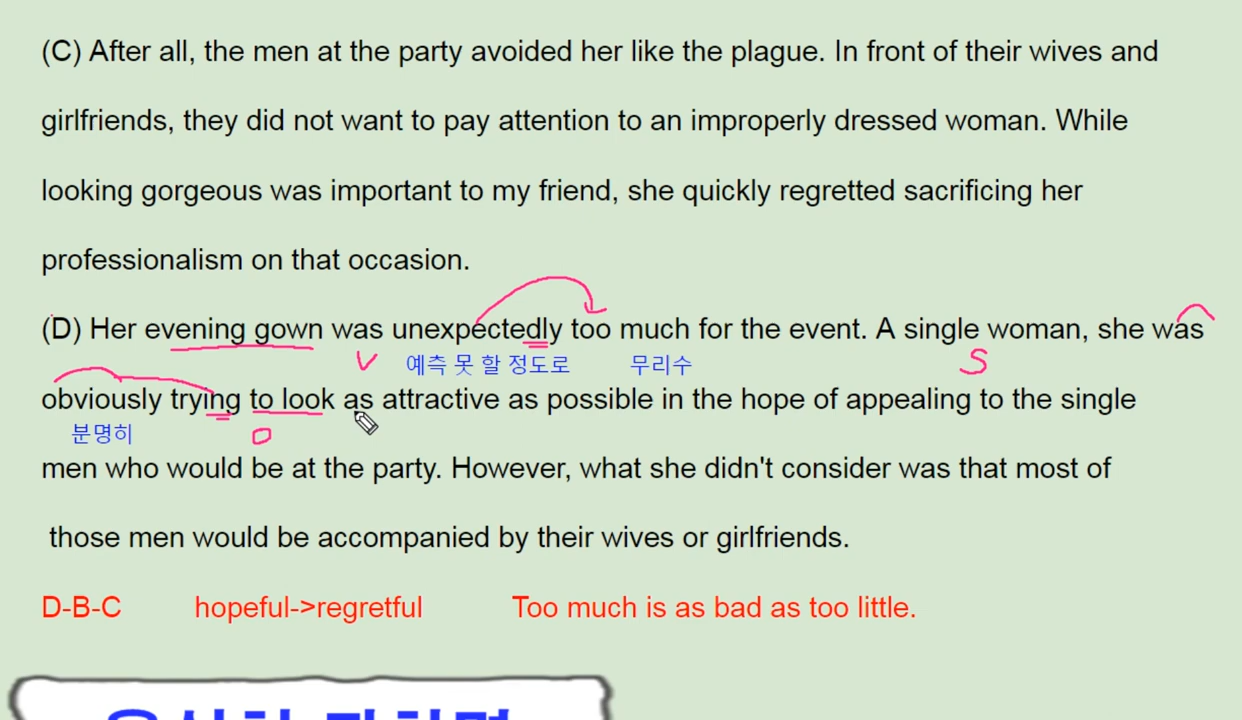 (C) After all, the men at the party avoided her like the plague. In front of their wives and
girlfriends, they did not want to pay attention to an improperly dressed woman. While
looking gorgeous was important to my friend, she quickly regretted sacrificing her
professionalism on that occasion.
(D) Her evening gown was unexpectedly too much for the event. A single woman, she was
V 예측 못 할 정도로 무리수 S
obviously trying to look as attractive as possible in the hope of appealing to the single
분명히 O
men who would be at the party. However, what she didn't consider was that most of
those men would be accompanied by their wives or girlfriends.
D-B-C hopeful->regretful Too much is as bad as too little.